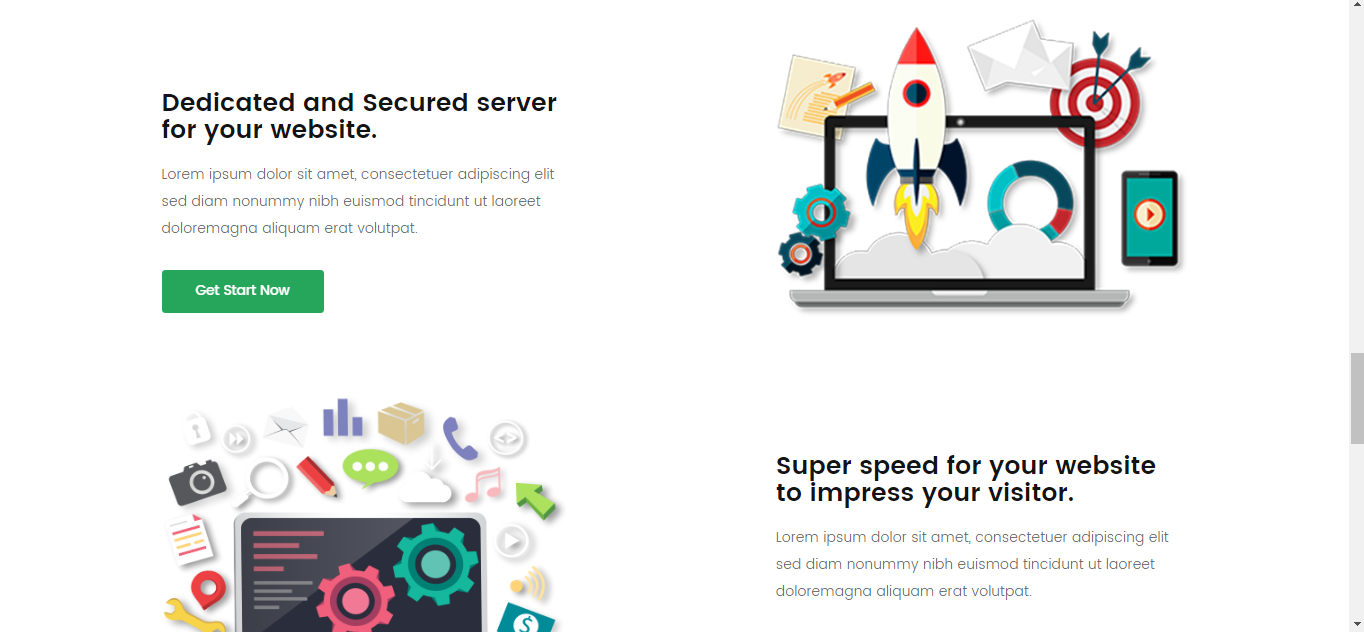 Dedicated and Secured server
for your website.
Lorem ipsum dolor sit amet, consectetuer adipiscing elit
sed diam nonummy nibh euismod tincidunt ut laoreet
doloremagna aliquam erat volutpat.
Get Start Now
Super speed for your website
to impress your visitor.
Lorem ipsum dolor sit amet, consectetuer adipiscing elit
sed diam nonummy nibh euismod tincidunt ut laoreet
doloremagna aliquam erat volutpat.